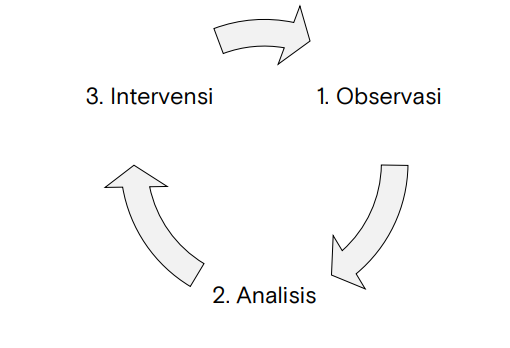 3. Intervensi
1. Observasi
2. Analisis